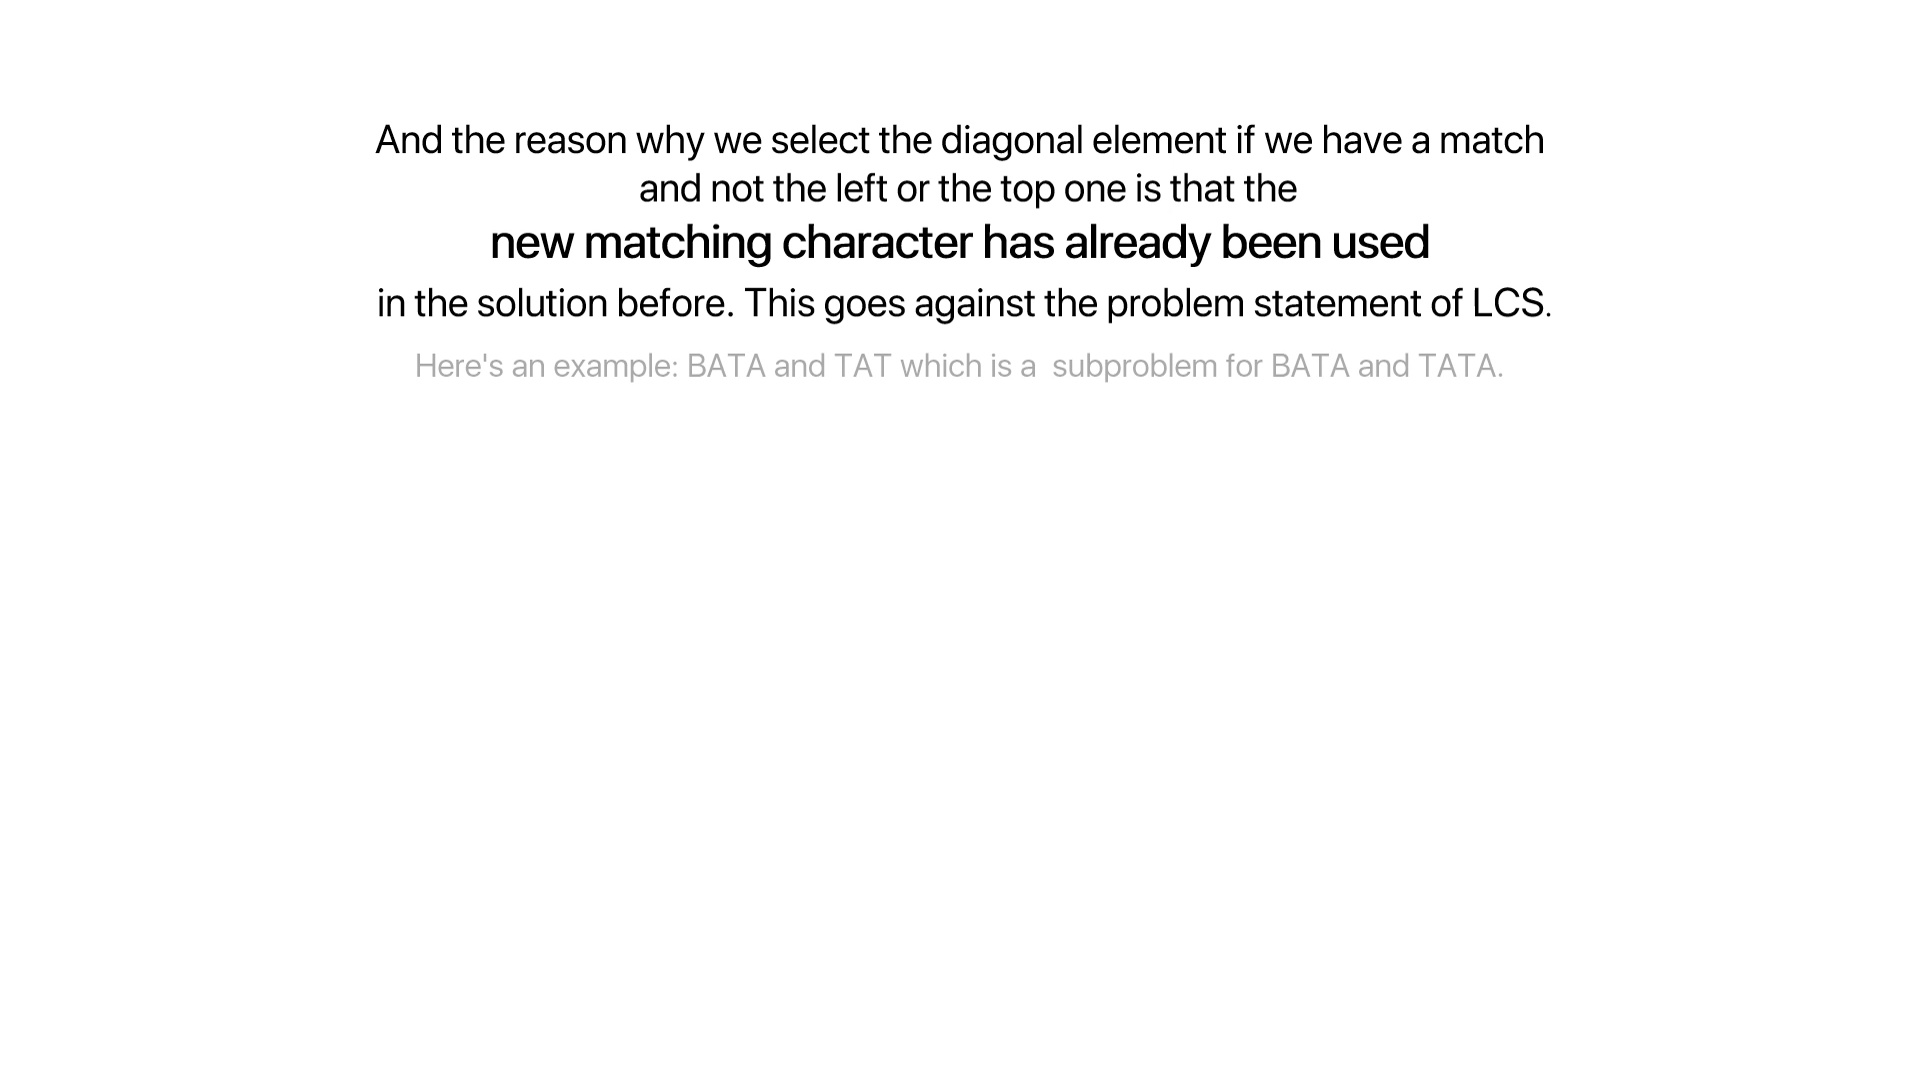 And the reason why we select the diagonal element if we have a match
and not the left or the top one is that the
new matching character has already been used
in the solution before. This goes against the problem statement of LCS.
Here's an example: BATA and TAT which is a  subproblem for BATA and TATA.